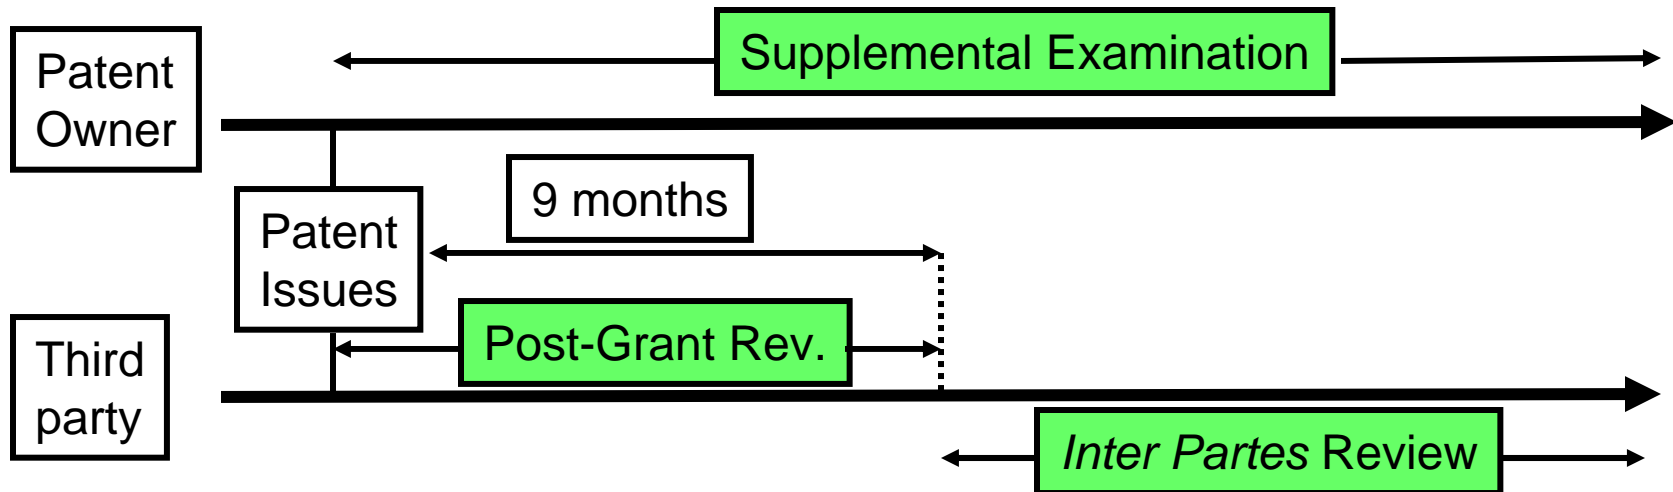 Supplemental Examination
Patent
Owner
9 months
Patent
Issues
Post-Grant Rev.
Third
party
Inter Partes Review